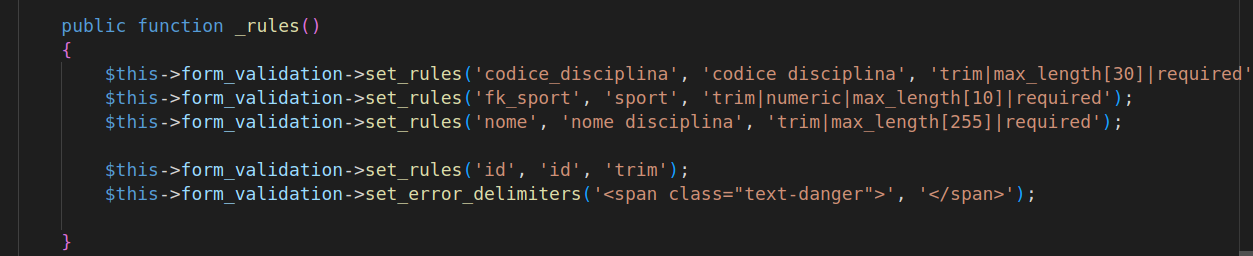 public function _rules()
{
$this->form_validation->set_rules('codice_disciplina', 'codice disciplina', 'trim|max_length[30]|required'
$this->form_validation->set_rules('fk_sport', 'sport', 'trim|numeric|max_length[10]|required');
$this->form_validation->set_rules('nome', 'nome disciplina', 'trim|max_length[255]|required');
$this->form_validation->set_rules('id', 'id', 'trim');
$this->form_validation->set_error_delimiters('<span class="text-danger">', '</span>');
}